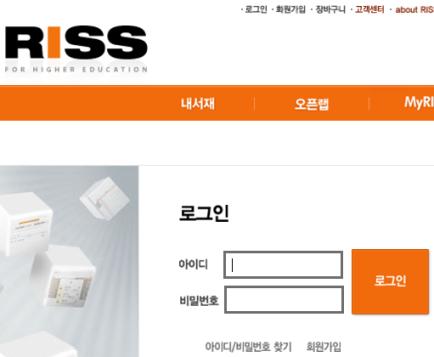 · 로그인 · 회원가입 · 장바구니 · 고객센터 · about RIS
RISS
FOR HIGHER EDUCATION
내서재 오픈랩 MyRI
로그인
아이디
로그인
비밀번호
아이디/비밀번호 찾기 회원가입